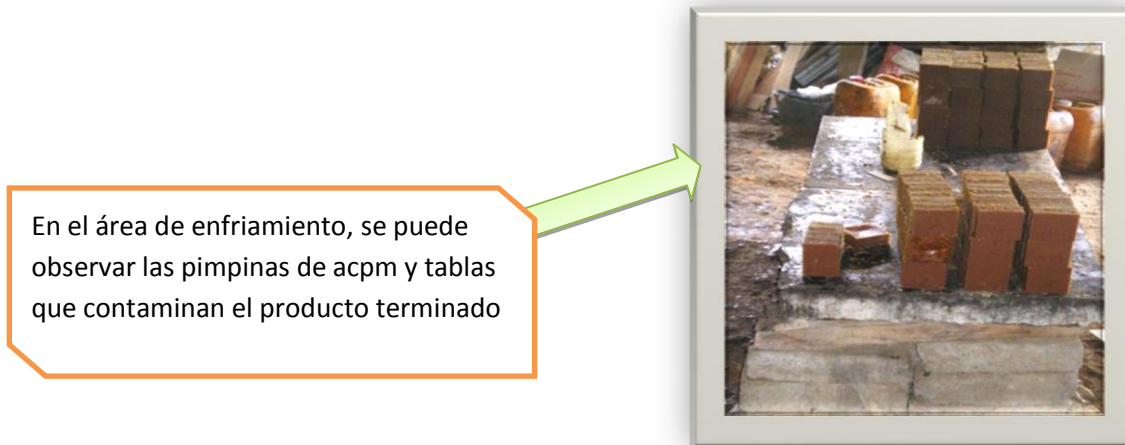 En el área de enfriamiento, se puede
observar las pimpinas de acpm y tablas
que contaminan el producto terminado